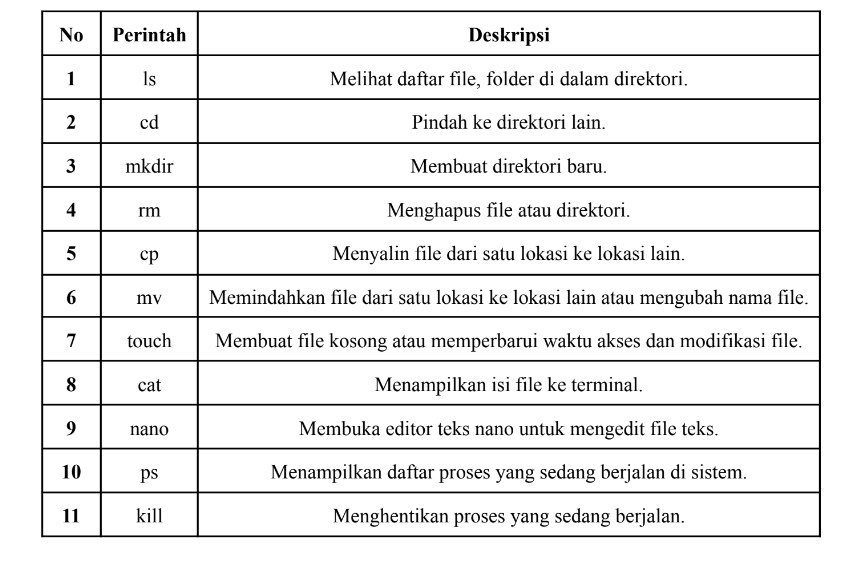 No Perintah Deskripsi
1 ls Melihat daftar file, folder di dalam direktori.
2 cd Pindah ke direktori lain.
3 mkdir Membuat direktori baru.
4 rm Menghapus file atau direktori.
5 cp Menyalin file dari satu lokasi ke lokasi lain.
6 mv Memindahkan file dari satu lokasi ke lokasi lain atau mengubah nama file.
7 touch Membuat file kosong atau memperbarui waktu akses dan modifikasi file.
8 cat Menampilkan isi file ke terminal.
9 nano Membuka editor teks nano untuk mengedit file teks.
10 ps Menampilkan daftar proses yang sedang berjalan di sistem.
11 kill Menghentikan proses yang sedang berjalan.